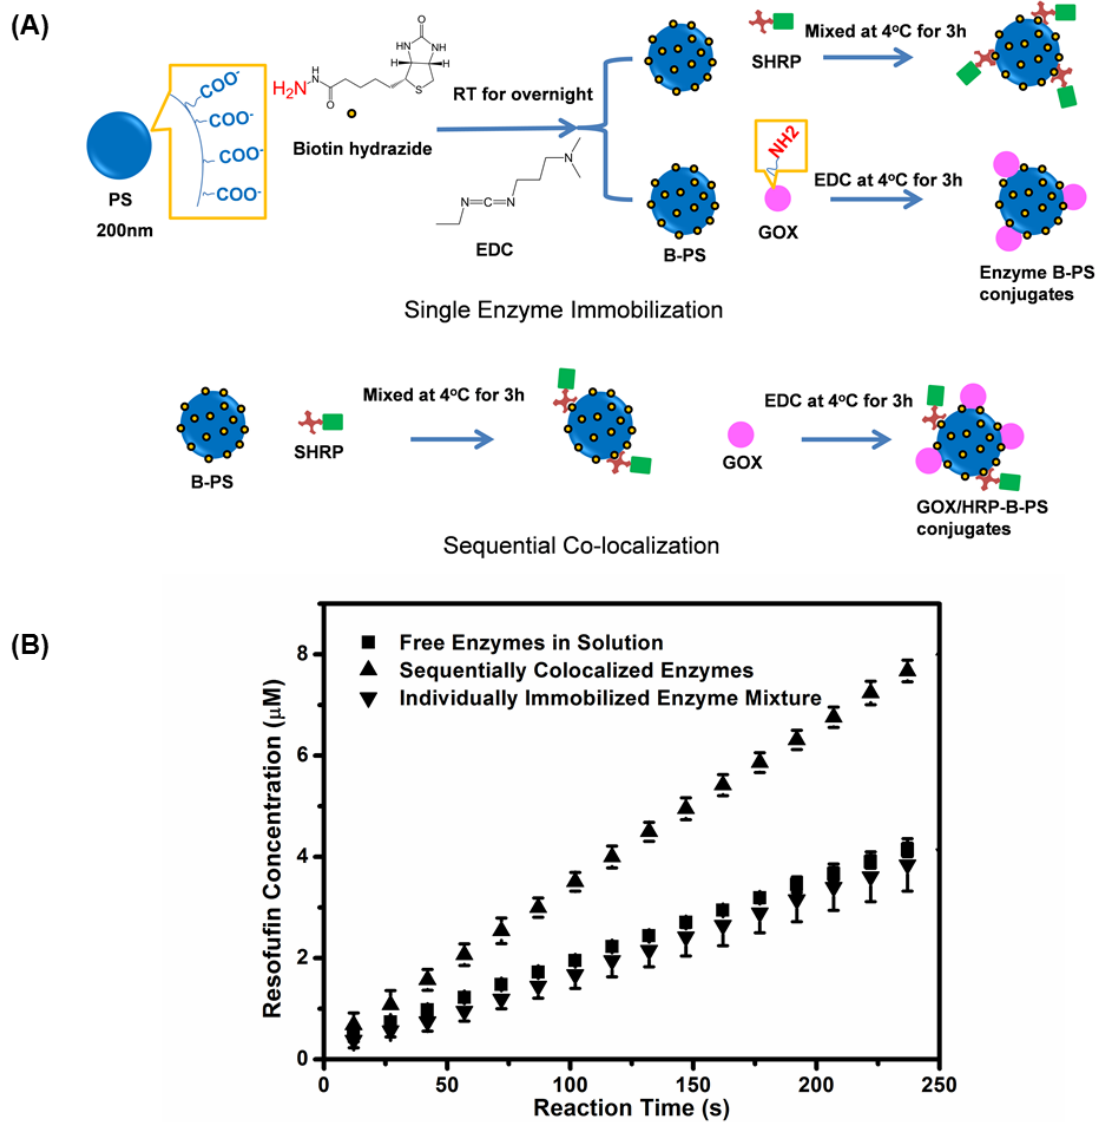 (A)
COO-
COO-
COO-
COO-
PS
200nm
O
HN
NH
H
H
S
H2N
H
N
O
Biotin hydrazide
RT for overnight
N
N
N
EDC
SHRP
Mixed at 4oC for 3h
NH2
GOX
EDC at 4oC for 3h
B-PS
Enzyme B-PS
conjugates
Single Enzyme Immobilization
B-PS
SHRP
Mixed at 4oC for 3h
GOX
EDC at 4oC for 3h
GOX/HRP-B-PS
conjugates
Sequential Co-localization
(B)
Resofufin Concentration (μM)
8
6
4
2
0
Free Enzymes in Solution
Sequentially Colocalized Enzymes
Individually Immobilized Enzyme Mixture
0
50
100
150
200
250
Reaction Time (s)